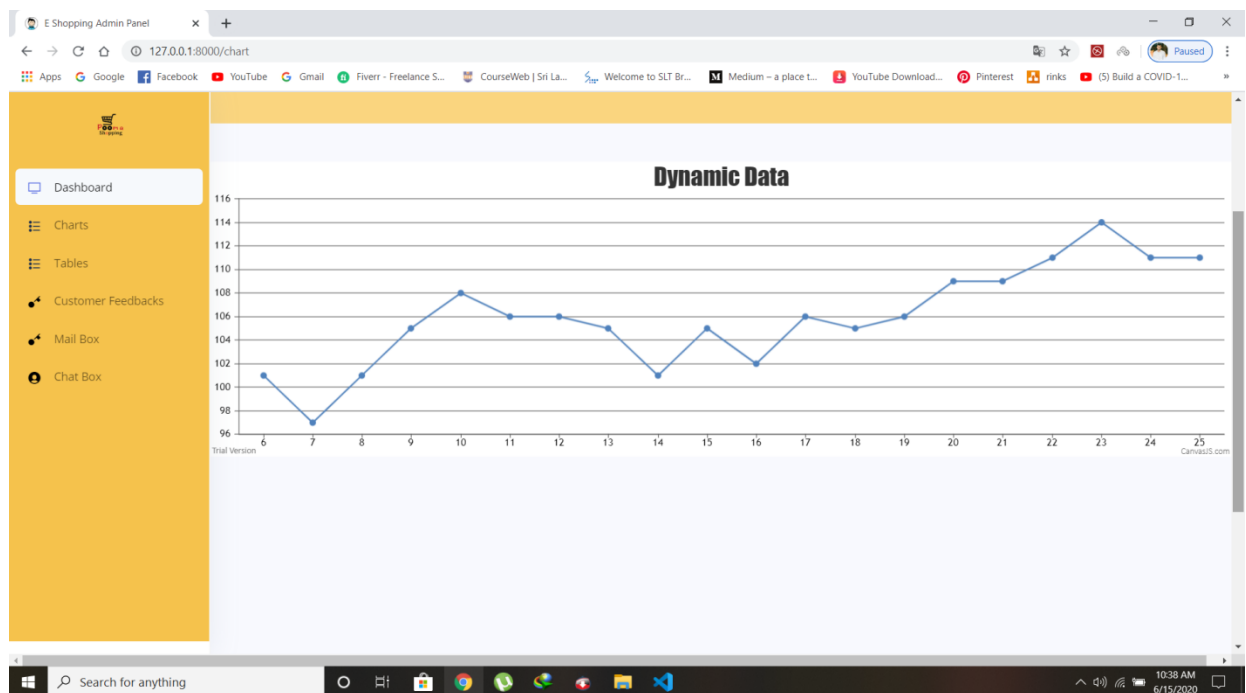 E Shopping Admin Panel
127.0.0.1:8000/chart
Paused
Apps Google Facebook YouTube Gmail Fiverr - Freelance S... CourseWeb | Sri La... Welcome to SLT Br... Medium – a place t... YouTube Download... Pinterest rinks (5) Build a COVID-1... »
Shopping
Dashboard
Charts
Tables
Customer Feedbacks
Mail Box
Chat Box
Dynamic Data
116
114
112
110
108
106
104
102
100
98
96
6 7 8 9 10 11 12 13 14 15 16 17 18 19 20 21 22 23 24 25
Trial Version
CanvasJS.com
Search for anything
10:38 AM
6/15/2020